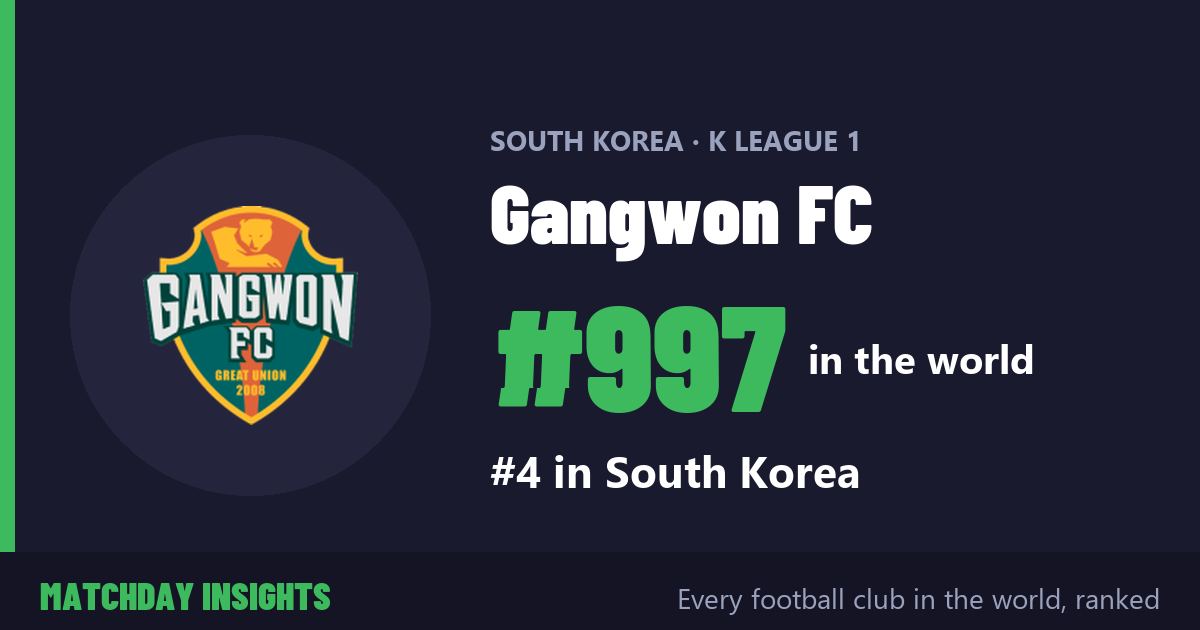 SOUTH KOREA · K LEAGUE 1
Gangwon FC
GANGWON
FC
GREAT UNION
2008
#997 in the world
#4 in South Korea
MATCHDAY INSIGHTS
Every football club in the world, ranked